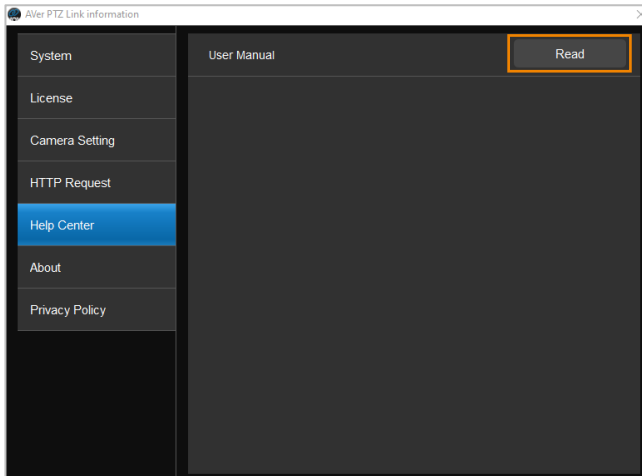 AVer PTZ Link information
System
License
Camera Setting
HTTP Request
Help Center
About
Privacy Policy
User Manual
Read